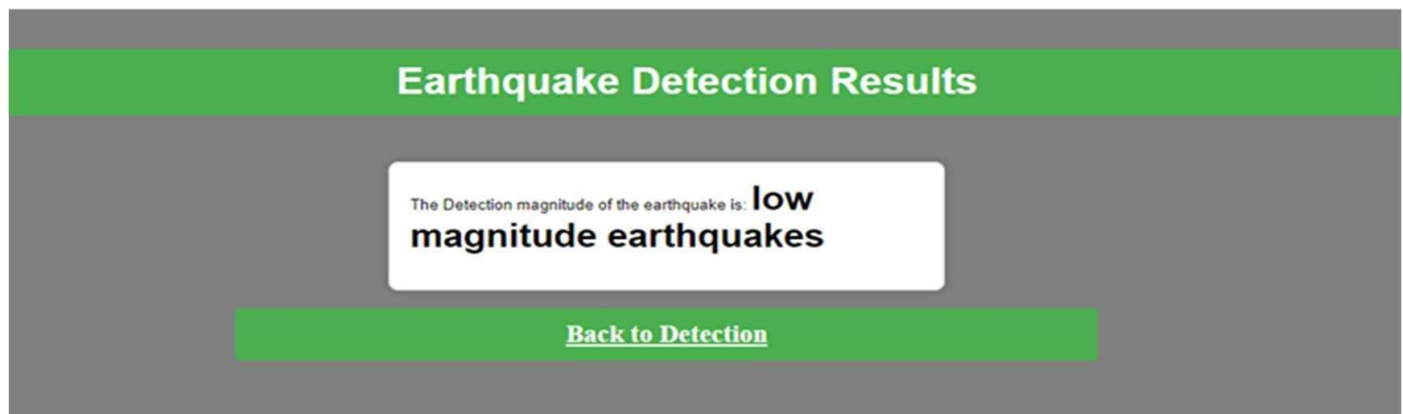 Earthquake Detection Results
The Detection magnitude of the earthquake is: low
magnitude earthquakes
Back to Detection